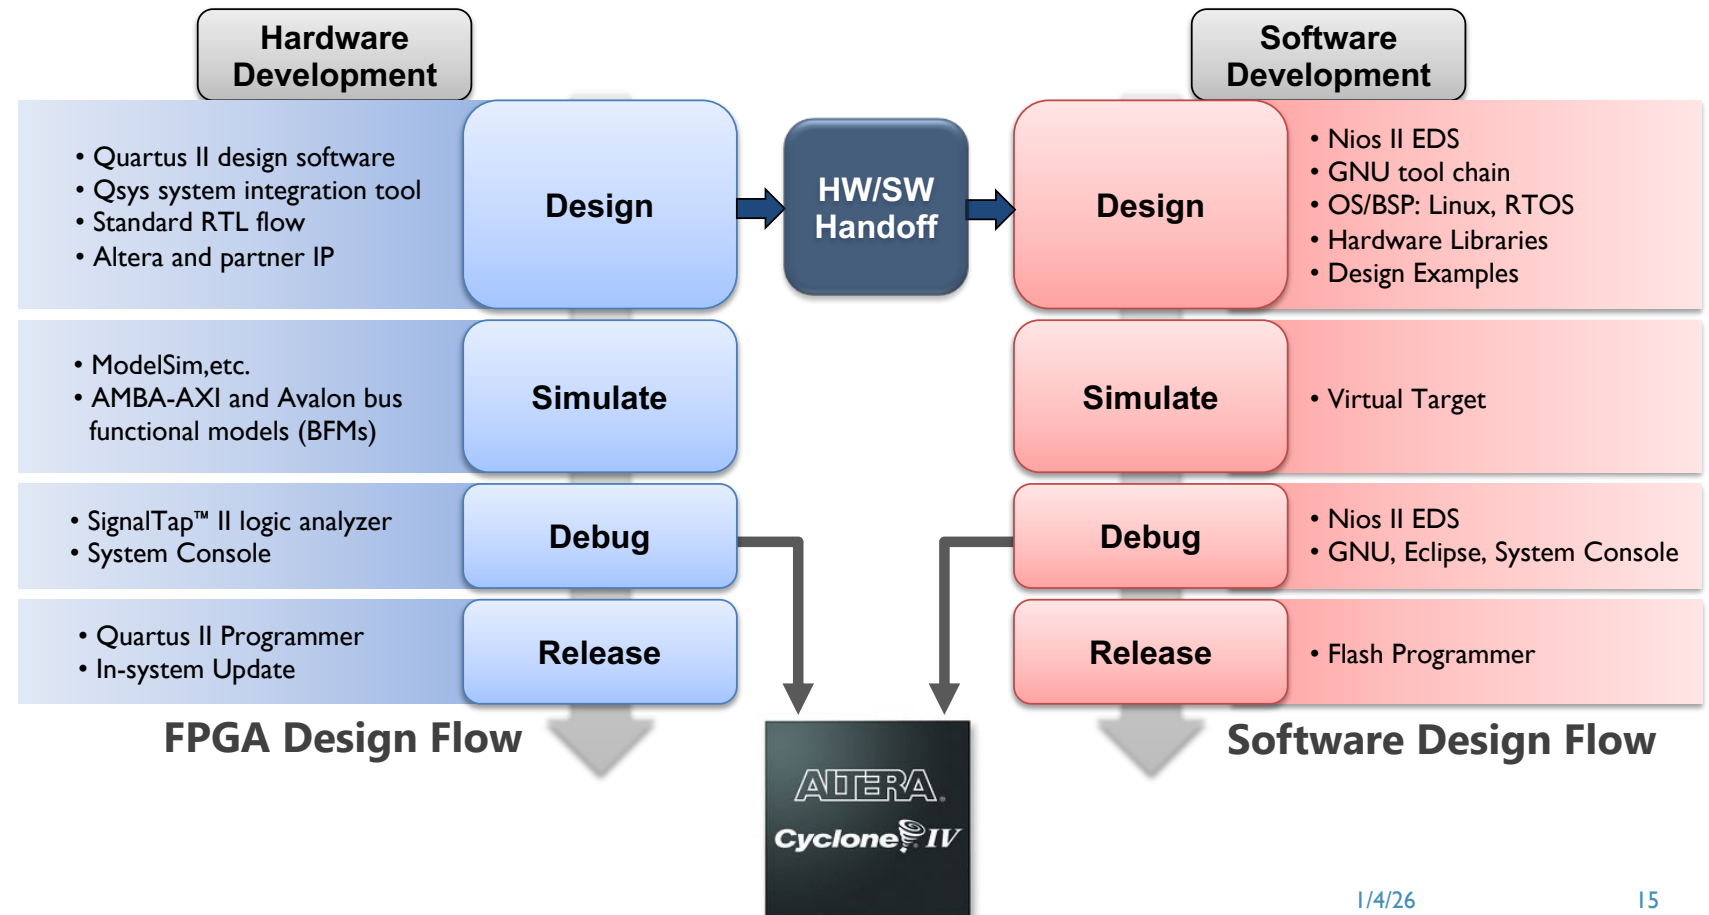 Hardware
Development
• Quartus II design software
• Qsys system integration tool
• Standard RTL flow
• Altera and partner IP
Design
HW/SW
Handoff
Software
Development
Design
• Nios II EDS
• GNU tool chain
• OS/BSP: Linux, RTOS
• Hardware Libraries
• Design Examples
• ModelSim,etc.
• AMBA-AXI and Avalon bus
functional models (BFMs)
Simulate
Simulate
• Virtual Target
• SignalTap™ II logic analyzer
• System Console
Debug
Debug
• Nios II EDS
• GNU, Eclipse, System Console
• Quartus II Programmer
• In-system Update
Release
Release
• Flash Programmer
FPGA Design Flow
Software Design Flow
ALTERA®
Cyclone® IV
1/4/26
15